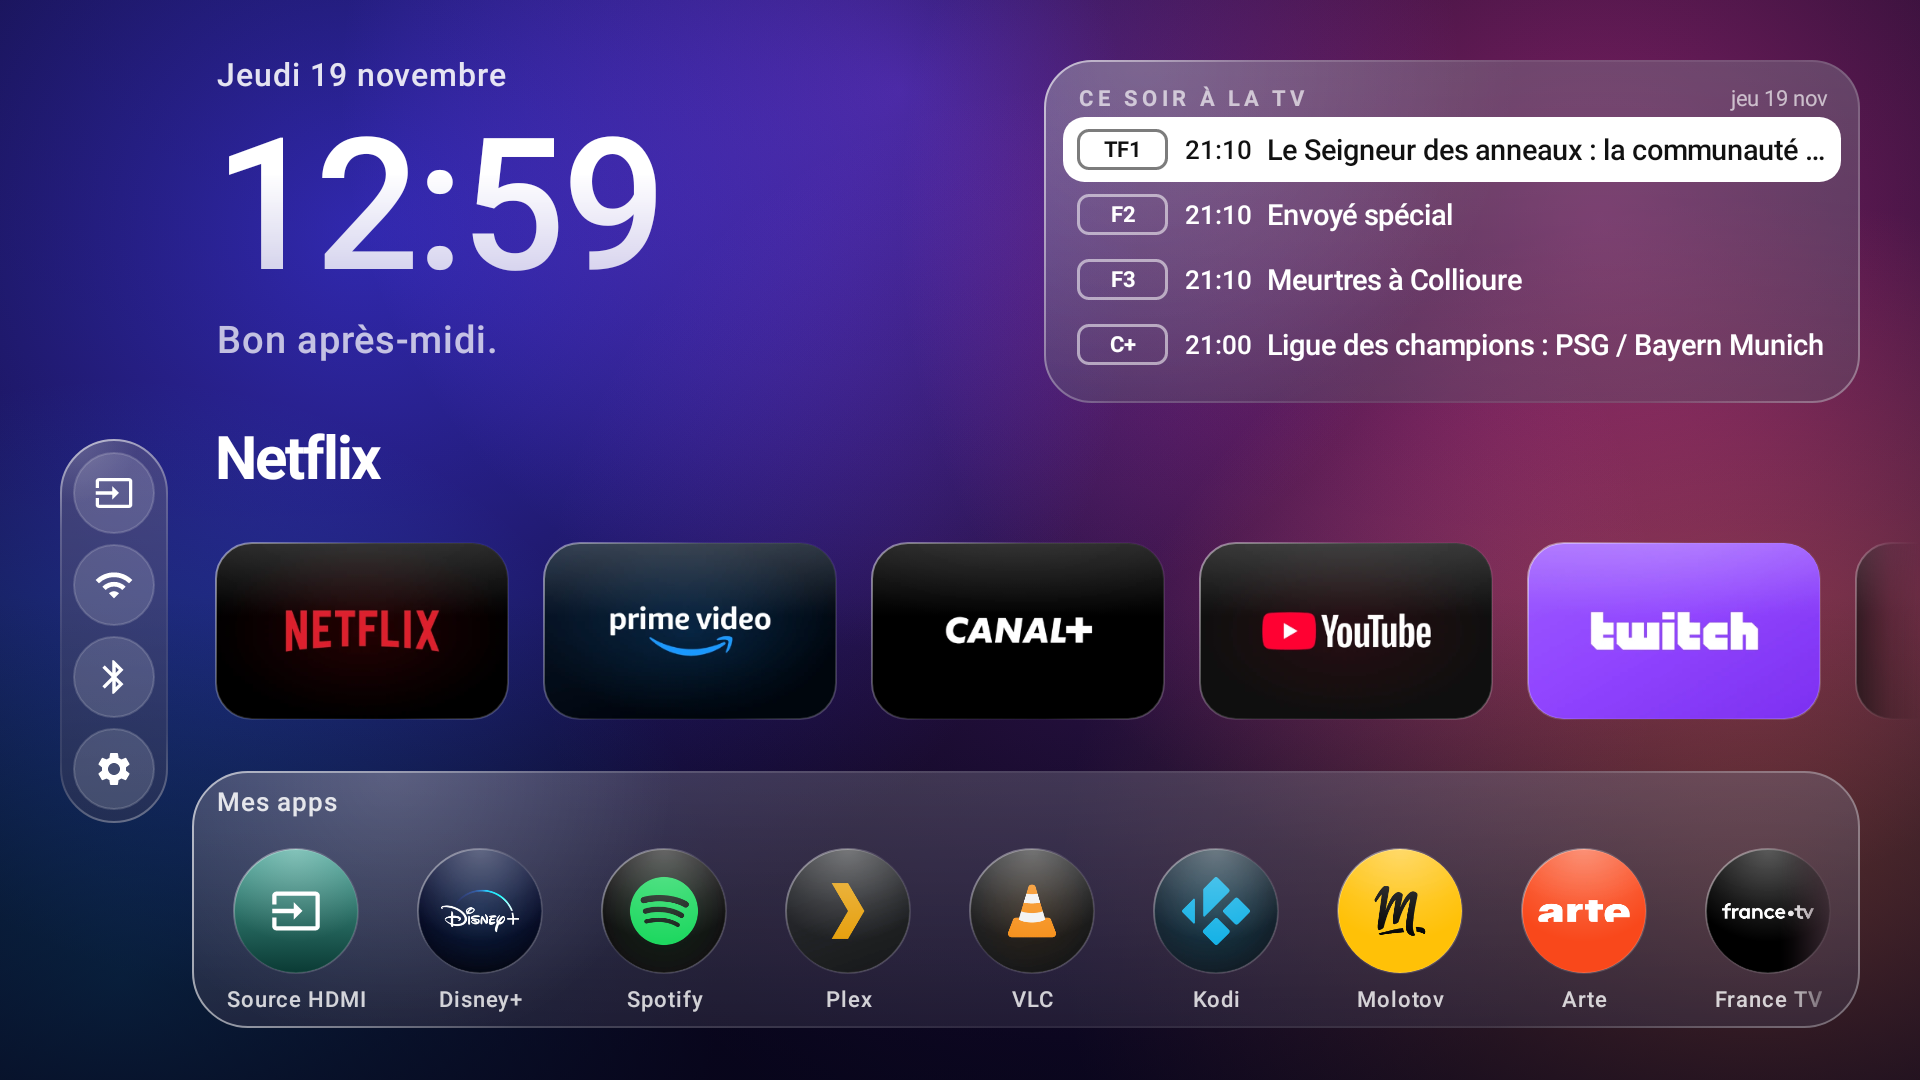 Jeudi 19 novembre
12:59
Bon après-midi.
CE SOIR À LA TV
jeu 19 nov
TF1 21:10 Le Seigneur des anneaux : la communauté ...
F2 21:10 Envoyé spécial
F3 21:10 Meurtres à Collioure
C+ 21:00 Ligue des champions : PSG / Bayern Munich
Netflix
NETFLIX
prime video
CANAL+
YouTube
twitch
Mes apps
Disney+
M.
arte
france•tv
Source HDMI
Disney+
Spotify
Plex
VLC
Kodi
Molotov
Arte
France TV